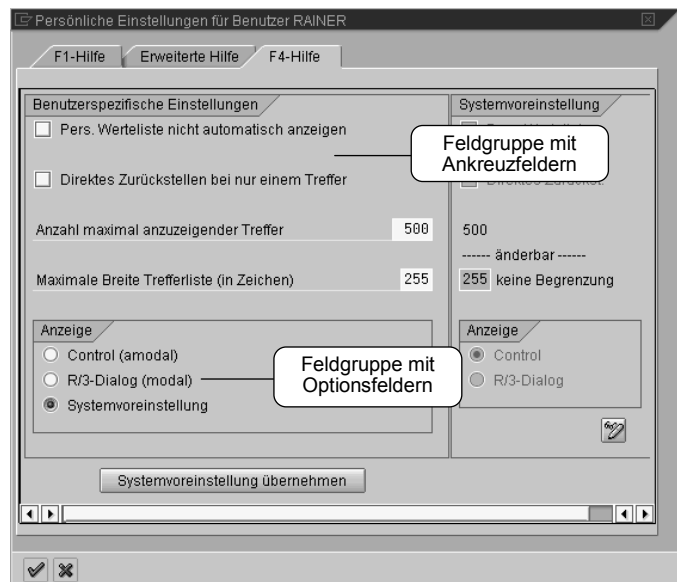 Persönliche Einstellungen für Benutzer RAINER
F1-Hilfe
Erweiterte Hilfe
F4-Hilfe
Benutzerspezifische Einstellungen
Pers. Werteliste nicht automatisch anzeigen
Direktes Zurückstellen bei nur einem Treffer
Anzahl maximal anzuzeigender Treffer 500
Maximale Breite Trefferliste (in Zeichen) 255
Anzeige
Control (amodal)
R/3-Dialog (modal)
Systemvoreinstellung
Feldgruppe mit
Ankreuzfeldern
Feldgruppe mit
Optionsfeldern
Systemvoreinstellung
500
------ änderbar ------
255 keine Begrenzung
Anzeige
Control
R/3-Dialog
Systemvoreinstellung übernehmen